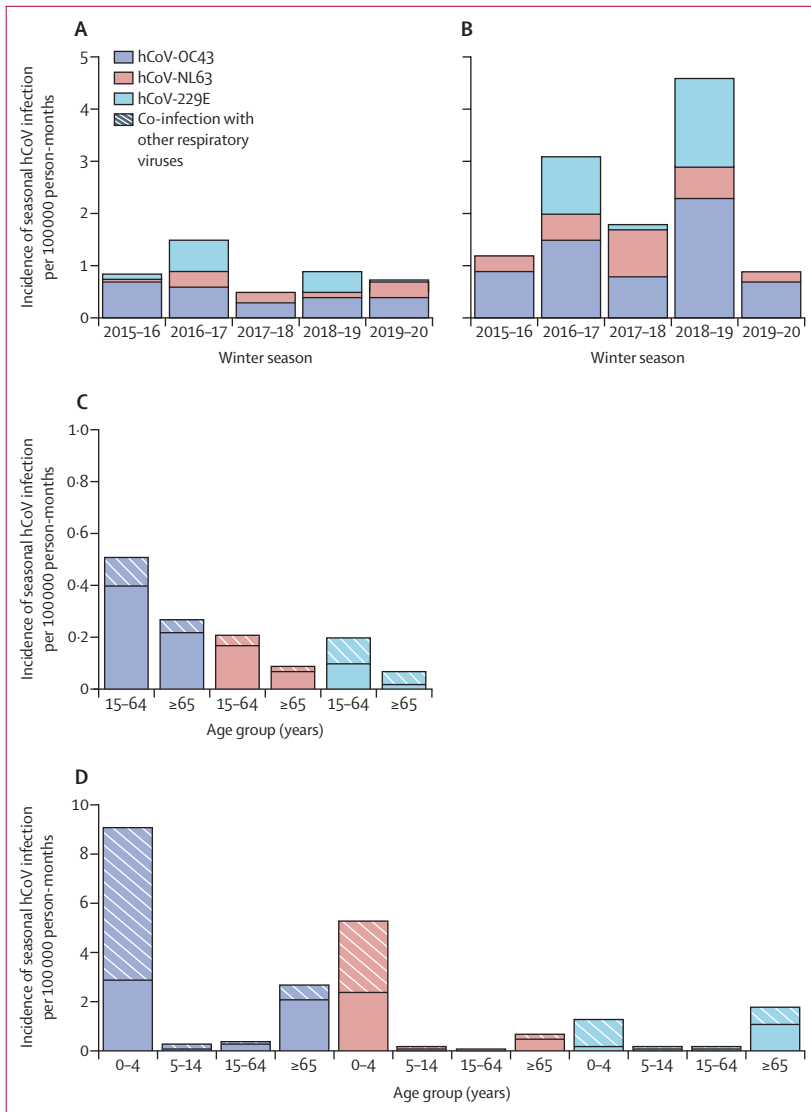 A
B
Incidence of seasonal hCoV infection
per 100 000 person-months
5
4
3
2
1
0
hCoV-OC43
hCoV-NL63
hCoV-229E
Co-infection with
other respiratory
viruses
2015–16 2016–17 2017–18 2018–19 2019–20
Winter season
2015–16 2016–17 2017–18 2018–19 2019–20
Winter season
C
Incidence of seasonal hCoV infection
per 100 000 person-months
1·0
0·8
0·6
0·4
0·2
0
15–64 ≥65 15–64 ≥65 15–64 ≥65
Age group (years)
D
Incidence of seasonal hCoV infection
per 100 000 person-months
10
8
6
4
2
0
0–4 5–14 15–64 ≥65 0–4 5–14 15–64 ≥65 0–4 5–14 15–64 ≥65
Age group (years)